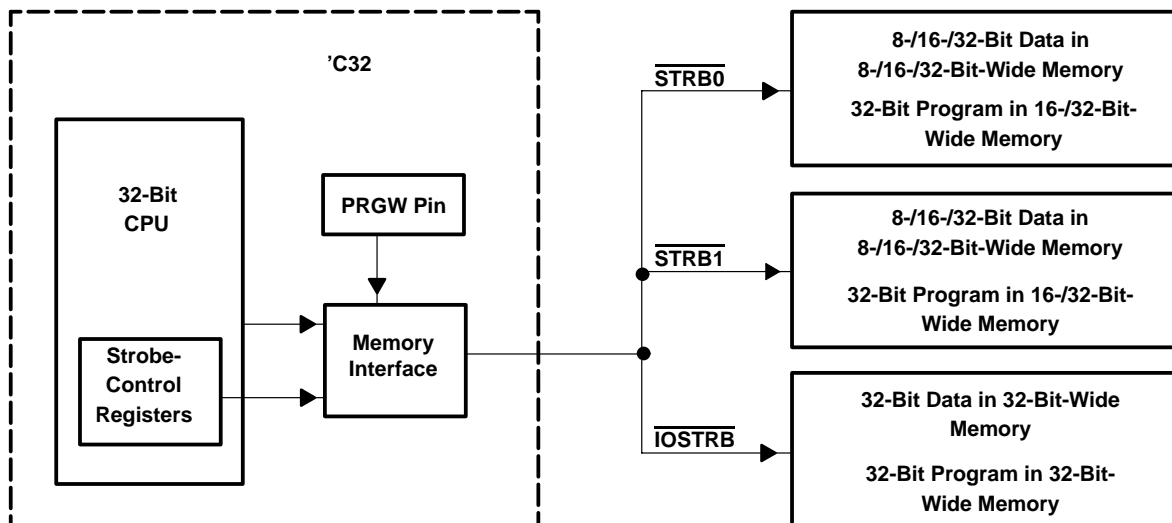 'C32
32-Bit
CPU
PRGW Pin
Strobe-
Control
Registers
Memory
Interface
STRB0
8-/16-/32-Bit Data in
8-/16-/32-Bit-Wide Memory
32-Bit Program in 16-/32-Bit-
Wide Memory
STRB1
8-/16-/32-Bit Data in
8-/16-/32-Bit-Wide Memory
32-Bit Program in 16-/32-Bit-
Wide Memory
IOSTRB
32-Bit Data in 32-Bit-Wide
Memory
32-Bit Program in 32-Bit-
Wide Memory